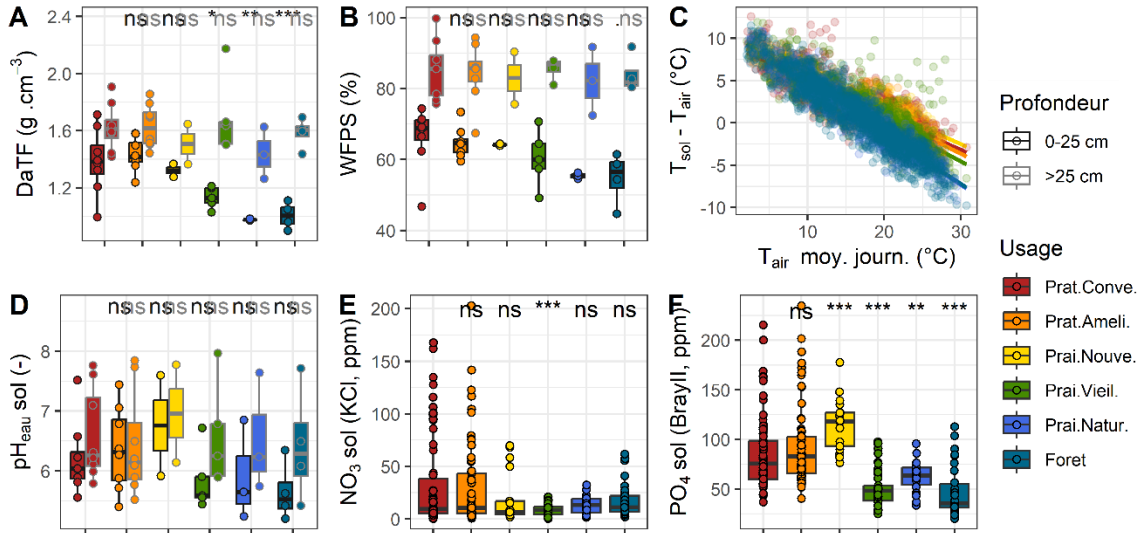 A
ns ns ns ns * ns ** ns *** ns
DaTF (g .cm⁻³)
2.4
2.0
1.6
1.2
B
ns ns ns ns ns ns ns ns . ns
WFPS (%)
100
80
60
40
C
Tsol - Tair (°C)
10
5
0
-5
-10
10
20
30
Tair moy. journ. (°C)
Profondeur
0-25 cm
>25 cm
Usage
Prat.Conve.
Prat.Ameli.
Prai.Nouve.
Prai.Vieil.
Prai.Natur.
Foret
D
ns ns ns ns ns ns ns ns ns ns
pHeau sol (-)
8
7
6
E
ns ns *** ns ns
NO3 sol (KCl, ppm)
200
150
100
50
0
F
ns *** *** ** ***
PO4 sol (BrayII, ppm)
200
150
100
50